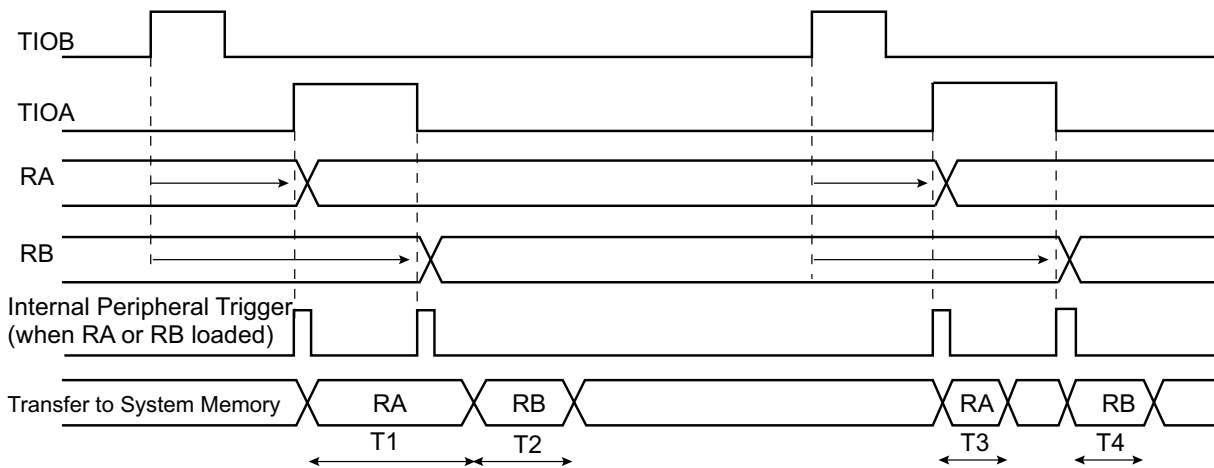 TIOB
TIOA
RA
RB
Internal Peripheral Trigger
(when RA or RB loaded)
Transfer to System Memory
RA
RB
RA
RB
T1
T2
T3
T4